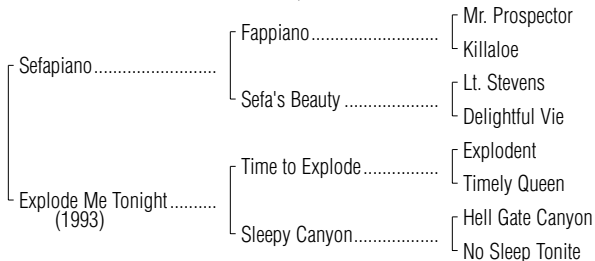 Mr. Prospector
Fappiano
Killaloe
Sefapiano
Lt. Stevens
Sefa's Beauty
Delightful Vie
Explodent
Time to Explode
Timely Queen
Explode Me Tonight
(1993)
Hell Gate Canyon
Sleepy Canyon
No Sleep Tonite